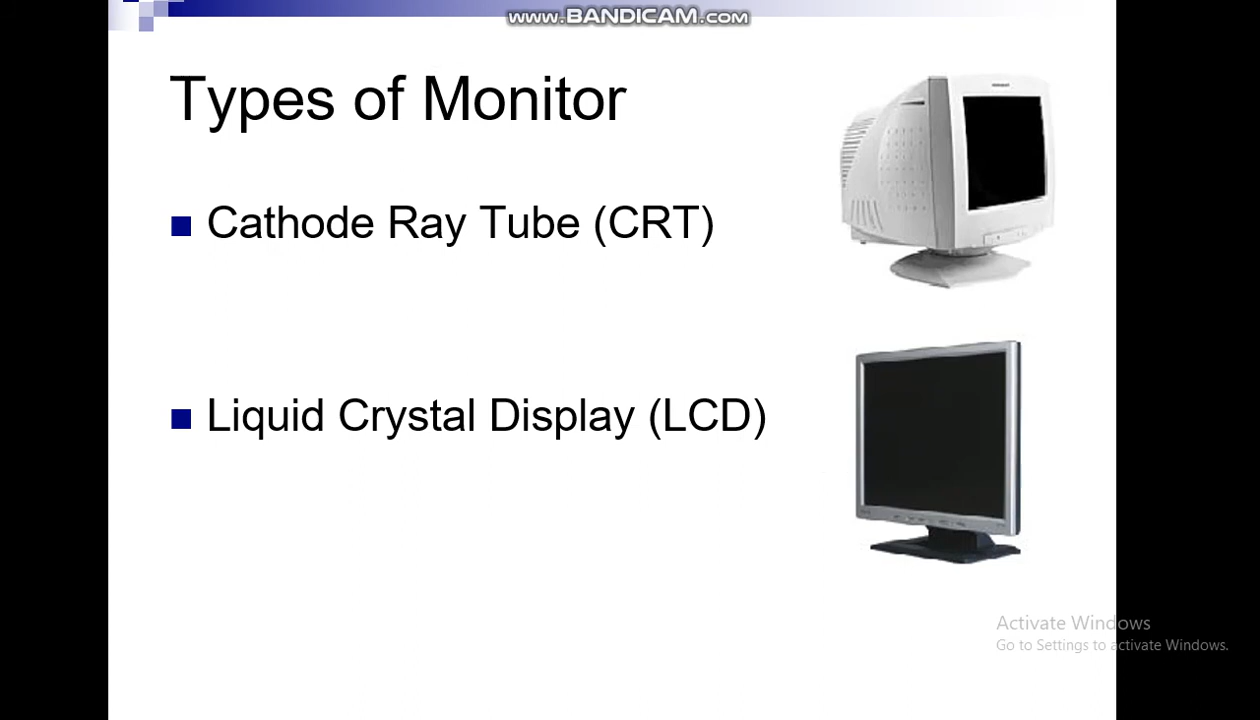 www.BANDICAM.com
Types of Monitor
Cathode Ray Tube (CRT)
Liquid Crystal Display (LCD)
Activate Windows
Go to Settings to activate Windows.